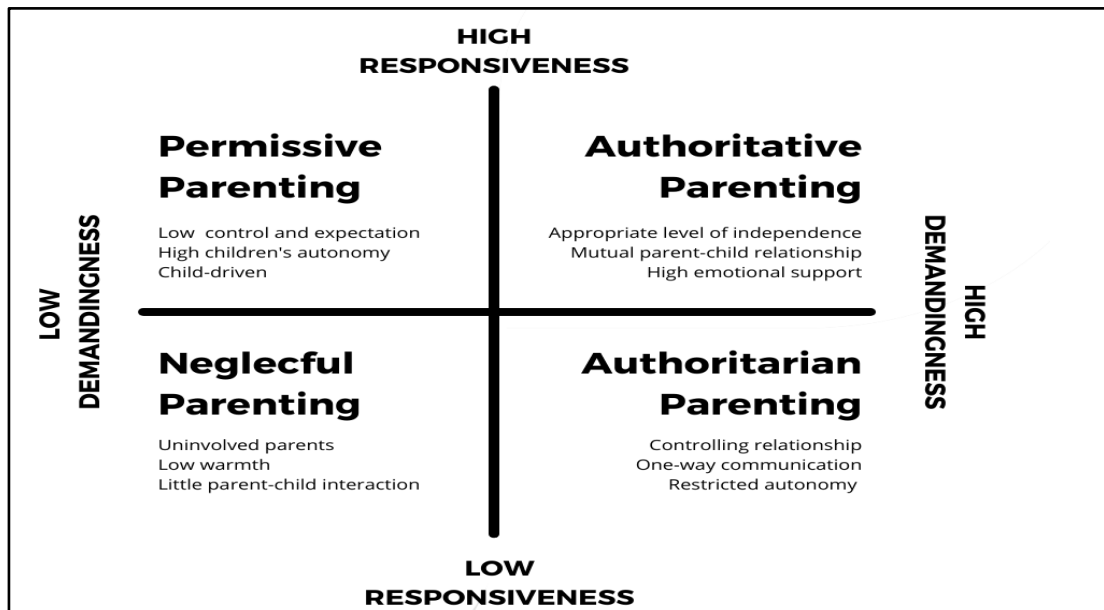 HIGH
RESPONSIVENESS
Permissive
Parenting
Low control and expectation
High children's autonomy
Child-driven
Authoritative
Parenting
Appropriate level of independence
Mutual parent-child relationship
High emotional support
LOW
DEMANDINGNESS
HIGH
DEMANDINGNESS
Neglecful
Parenting
Uninvolved parents
Low warmth
Little parent-child interaction
Authoritarian
Parenting
Controlling relationship
One-way communication
Restricted autonomy
LOW
RESPONSIVENESS